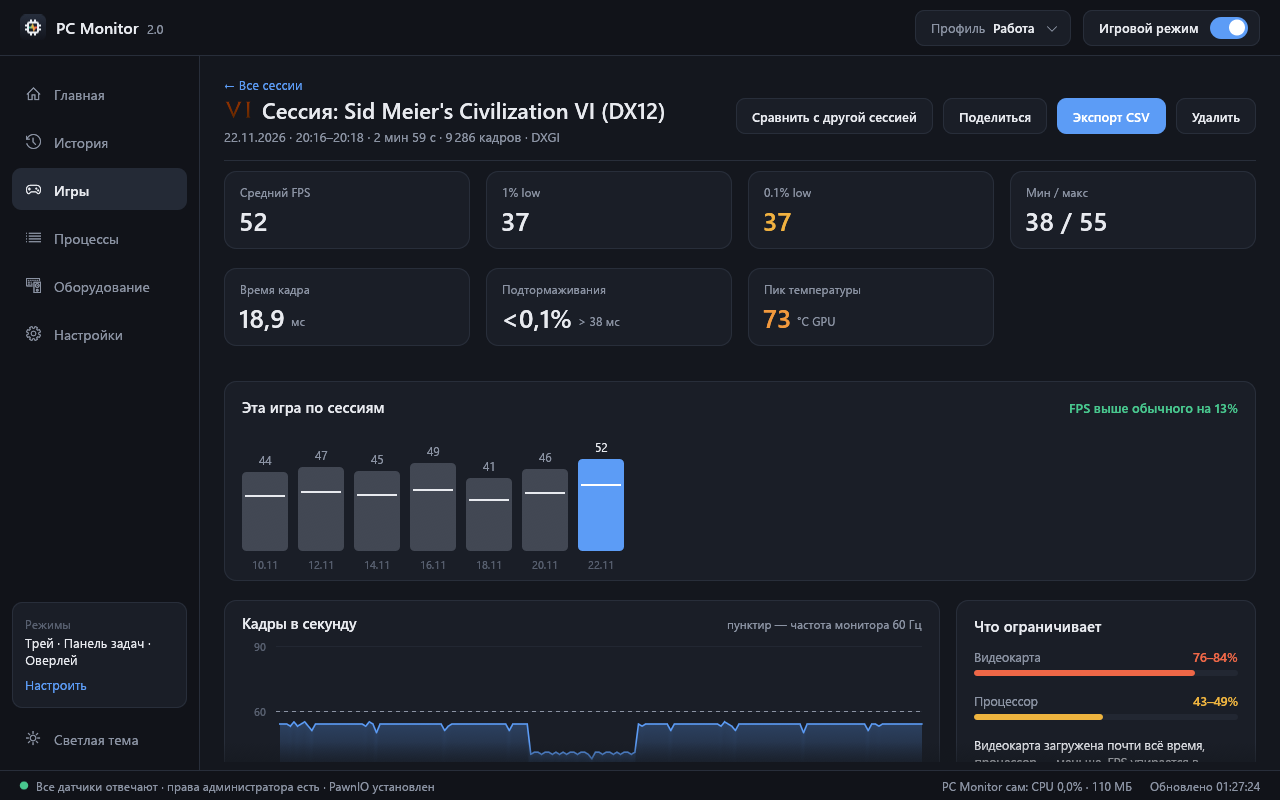 PC Monitor 2.0
Профиль Работа
Игровой режим
Главная
История
Игры
Процессы
Оборудование
Настройки
Режимы
Трей · Панель задач ·
Оверлей
Настроить
Светлая тема
← Все сессии
VI Сессия: Sid Meier's Civilization VI (DX12)
22.11.2026 · 20:16–20:18 · 2 мин 59 с · 9 286 кадров · DXGI
Сравнить с другой сессией
Поделиться
Экспорт CSV
Удалить
Средний FPS
52
1% low
37
0.1% low
37
Мин / макс
38 / 55
Время кадра
18,9 мс
Подтормаживания
<0,1% > 38 мс
Пик температуры
73 °C GPU
Эта игра по сессиям
FPS выше обычного на 13%
44 47 45 49 41 46 52
10.11 12.11 14.11 16.11 18.11 20.11 22.11
Кадры в секунду
пунктир — частота монитора 60 Гц
90
60
Что ограничивает
Видеокарта 76–84%
Процессор 43–49%
Видеокарта загружена почти всё время,
процессор — меньше. FPS упирается в
Все датчики отвечают · права администратора есть · PawnIO установлен
PC Monitor сам: CPU 0,0% · 110 МБ
Обновлено 01:27:24